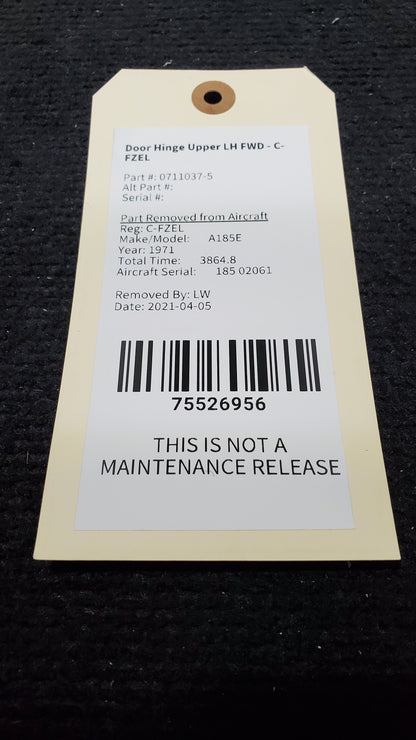 Door Hinge Upper LH FWD - C-
FZEL
Part #: 0711037-5
Alt Part #:
Serial #:
Part Removed from Aircraft
Reg: C-FZEL
Make/Model: A185E
Year: 1971
Total Time: 3864.8
Aircraft Serial: 185 02061
Removed By: LW
Date: 2021-04-05
75526956
THIS IS NOT A
MAINTENANCE RELEASE